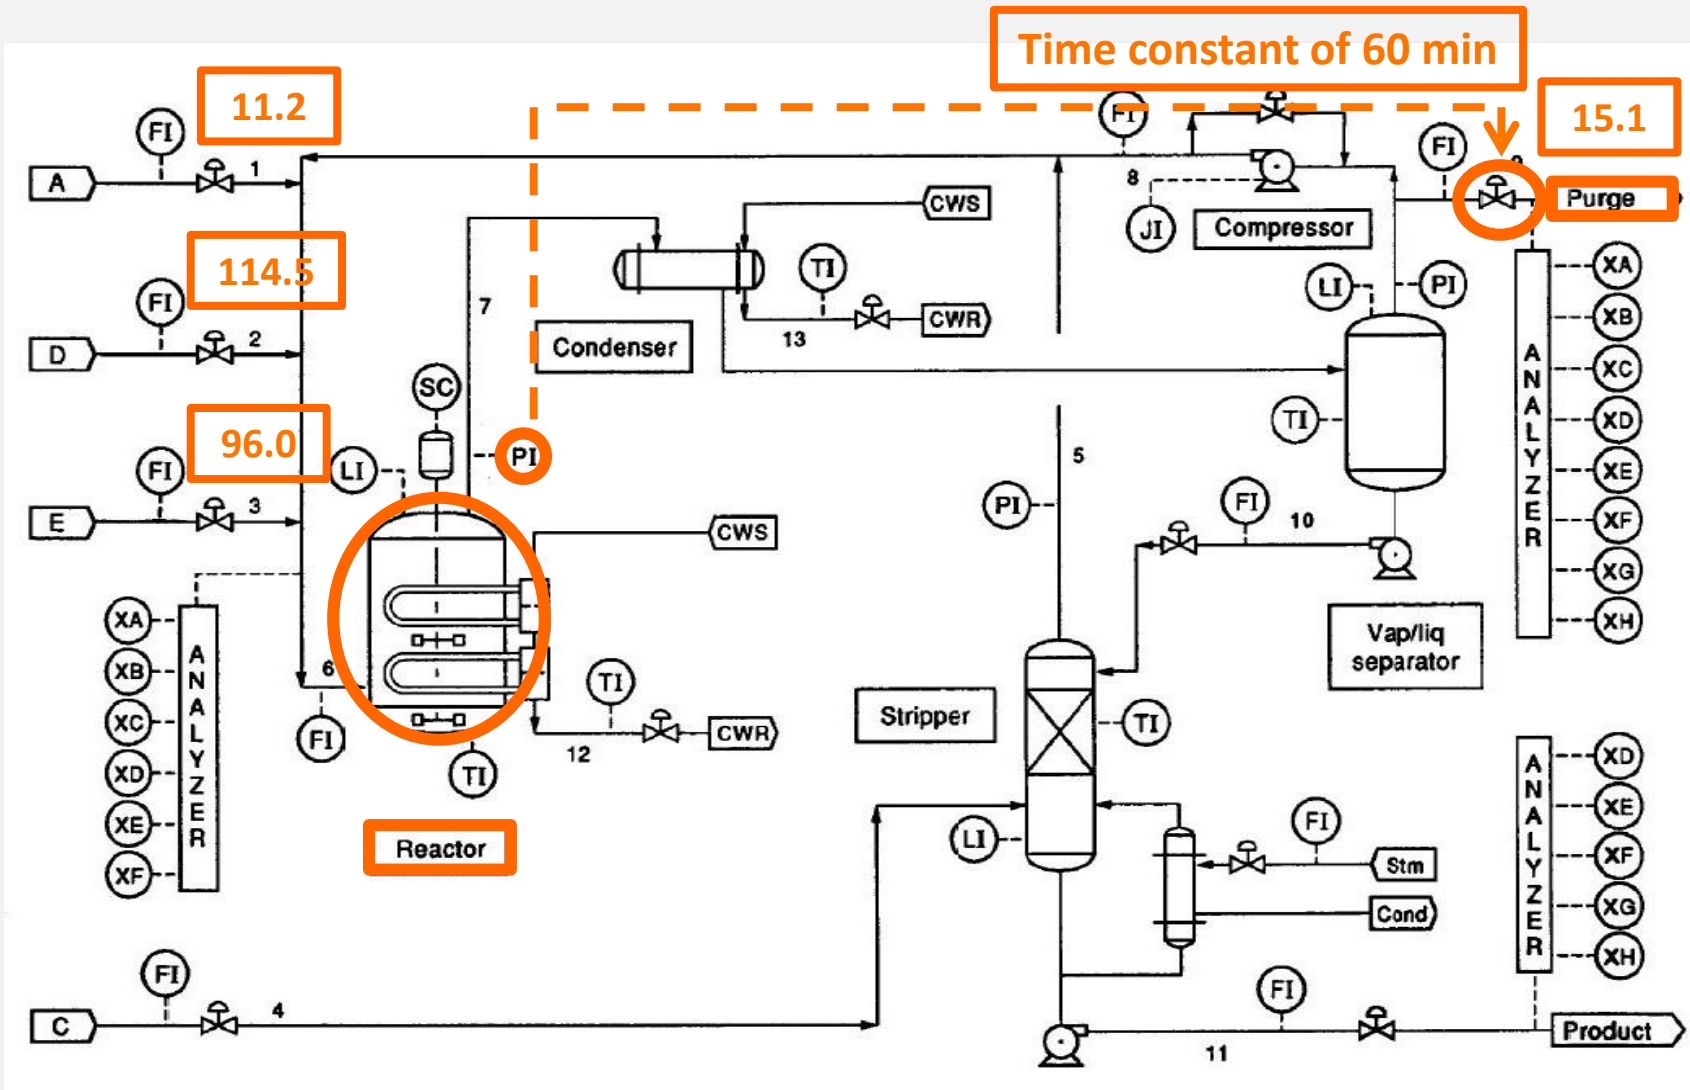 Time constant of 60 min
11.2
15.1
FI
FI
FI
A
1
8
9
Purge
CWS
JI
Compressor
XA
114.5
TI
LI
PI
FI
7
CWR
XB
D
2
13
Condenser
XC
SC
TI
XD
96.0
FI
LI
PI
5
XE
E
3
PI
FI
10
XF
CWS
XG
XA
XH
ANALYZER
XB
6
TI
Vap/liq
separator
XC
FI
Stripper
TI
12
CWR
XD
TI
XD
XE
FI
XE
LI
Reactor
Stm
XF
XF
ANALYZER
Cond
XG
XH
FI
FI
C
4
11
Product
ANALYZER